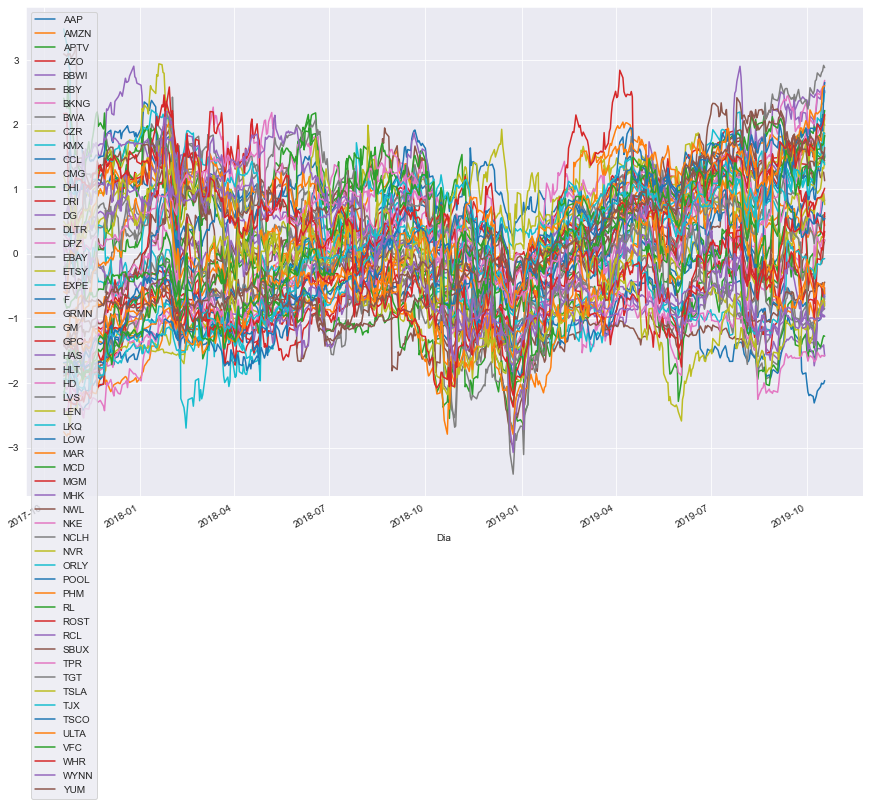 AAP
AMZN
APTV
AZO
BBWI
BBY
BKNG
BWA
CZR
KMX
CCL
CMG
DHI
DRI
DG
DLTR
DPZ
EBAY
ETSY
EXPE
F
GRMN
GM
GPC
HAS
HLT
HD
LVS
LEN
LKQ
LOW
MAR
MCD
MGM
MHK
NWL
NKE
NCLH
NVR
ORLY
POOL
PHM
RL
ROST
RCL
SBUX
TPR
TGT
TSLA
TJX
TSCO
ULTA
VFC
WHR
WYNN
YUM
3
2
1
0
−1
−2
−3
2017-10
2018-01
2018-04
2018-07
2018-10
2019-01
2019-04
2019-07
2019-10
Dia